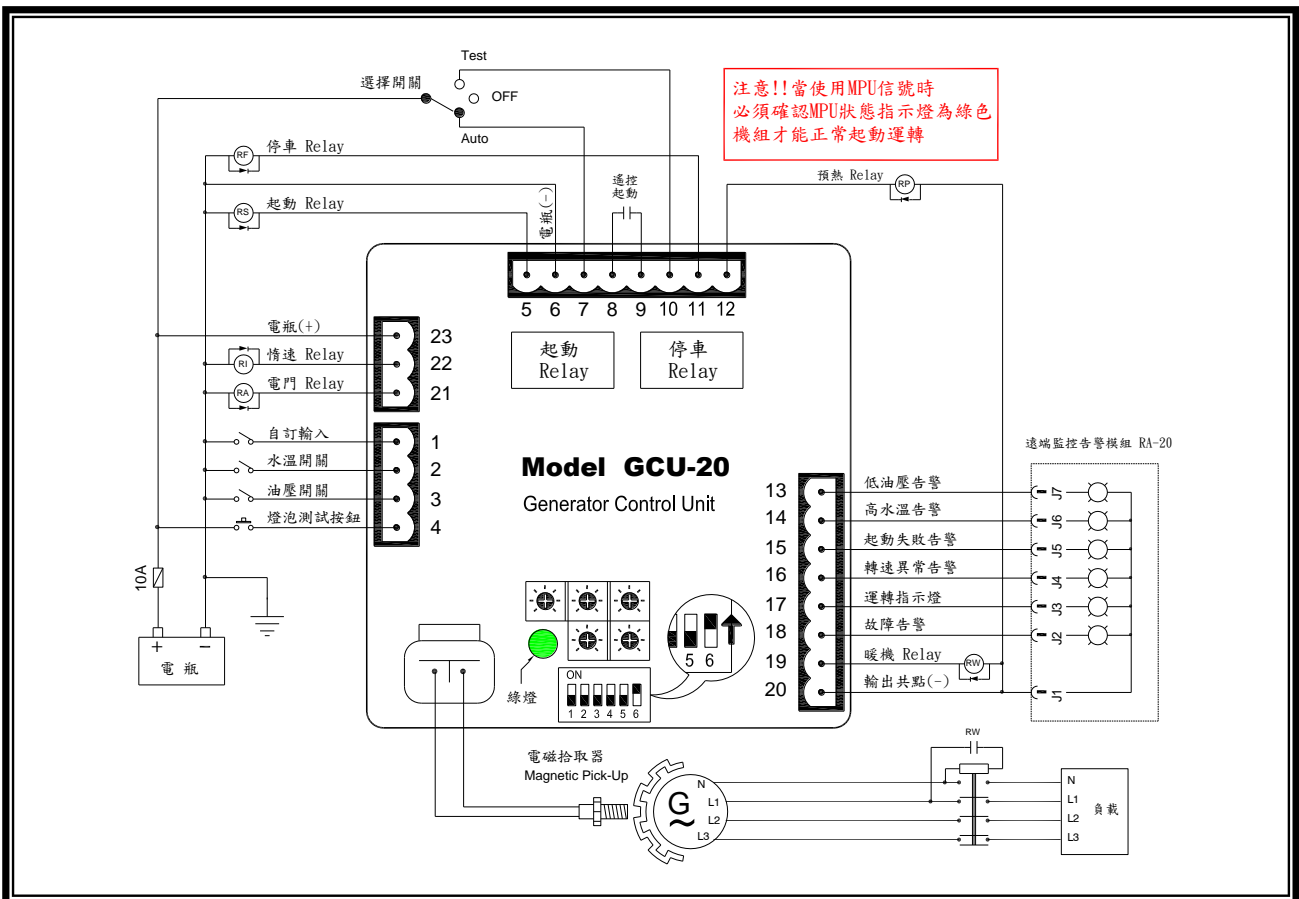 Test
選擇開關
OFF
Auto
注意!!當使用MPU信號時
必須確認MPU狀態指示燈為綠色
機組才能正常起動運轉
RF
停車 Relay
遙控
起動
預熱 Relay
RP
RS
起動 Relay
電瓶(-)
5 6 7 8 9 10 11 12
起動
Relay
停車
Relay
電瓶(+)
23
RI
惰速 Relay
22
RA
電門 Relay
21
自訂輸入
1
水溫開關
2
油壓開關
3
燈泡測試按鈕
4
10A
+ −
電瓶
Model GCU-20
Generator Control Unit
遠端監控告警模組 RA-20
13
低油壓告警
J7
14
高水溫告警
J6
15
起動失敗告警
J5
16
轉速異常告警
J4
17
運轉指示燈
J3
18
故障告警
J2
19
暖機 Relay
RW
20
輸出共點(-)
J1
5 6
綠燈
ON
1 2 3 4 5 6
電磁拾取器
Magnetic Pick-Up
G
~
N
L1
L2
L3
RW
N
L1
L2
L3
負載